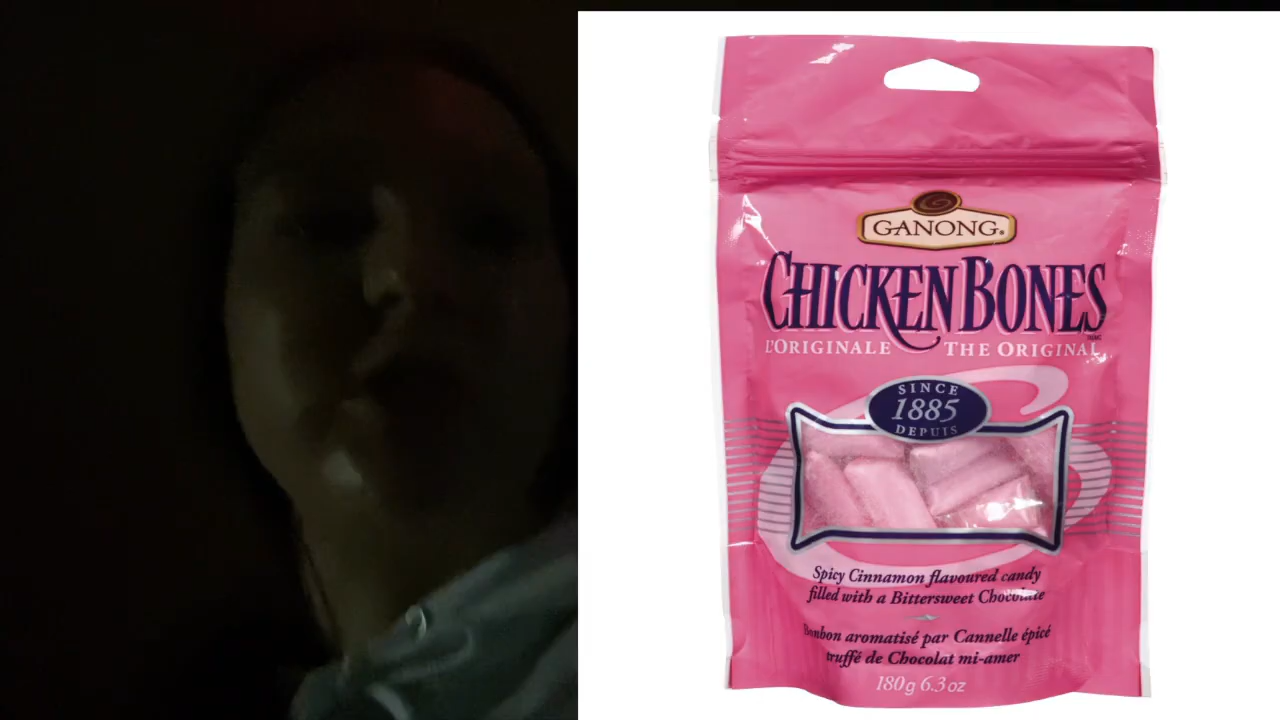 GANONG®
CHICKEN BONES
L'ORIGINALE THE ORIGINAL
SINCE
1885
DEPUIS
Spicy Cinnamon flavoured candy
filled with a Bittersweet Chocolate
Bonbon aromatisé par Cannelle épicé
truffé de Chocolat mi-amer
180g 6.3oz